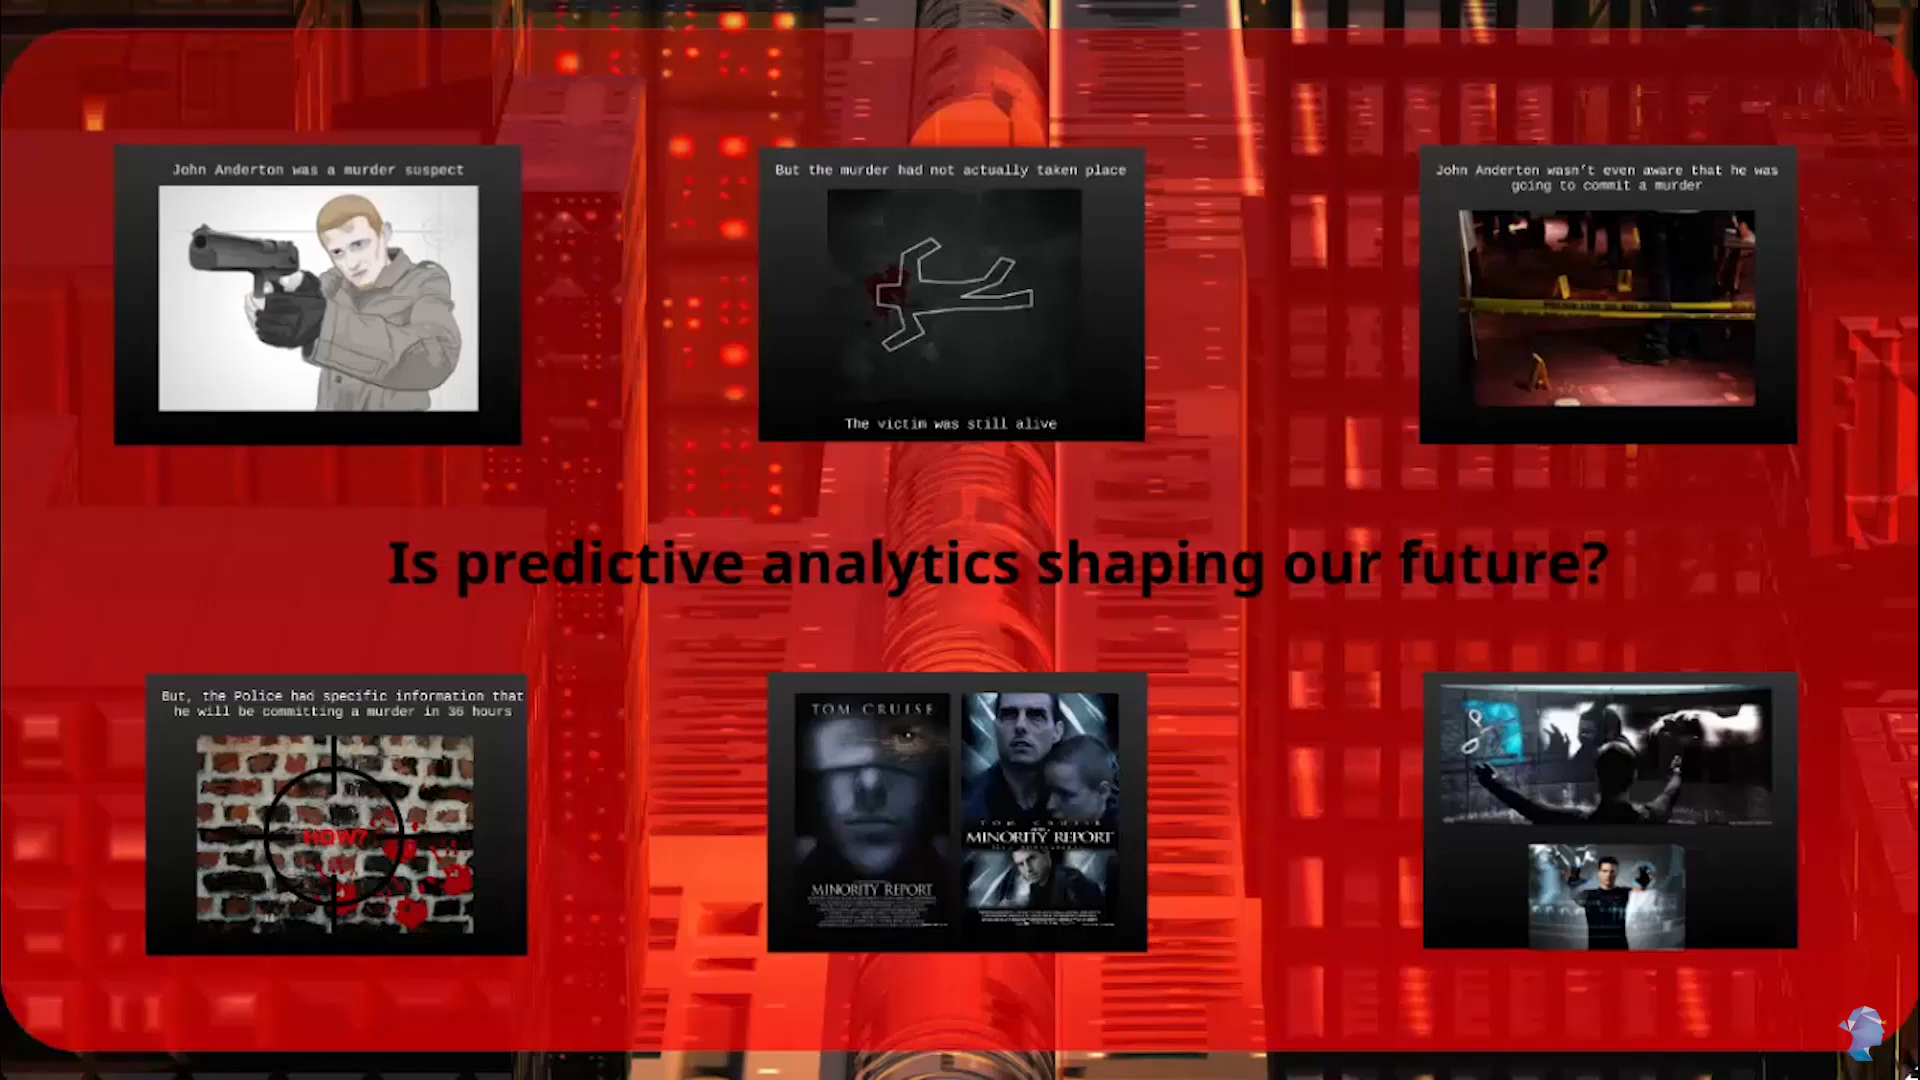 John Anderton was a murder suspect
But the murder had not actually taken place
The victim was still alive
John Anderton wasn't even aware that he was
going to commit a murder
Is predictive analytics shaping our future?
But, the Police had specific information that
he will be committing a murder in 36 hours
HOW?
TOM CRUISE
MINORITY REPORT
TOM CRUISE
MINORITY REPORT